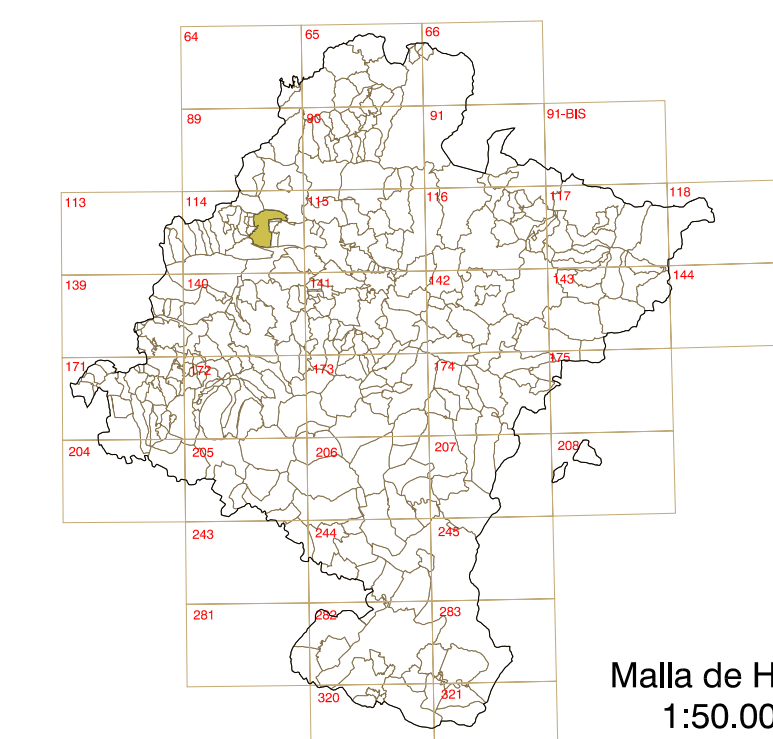 64 65 66
89 90 91 91-BIS
113 114 115 116 117 118
139 140 141 142 143 144
171 172 173 174 175
204 205 206 207 208
243 244 245
281 282 283
320 321
Malla de H
1:50.00